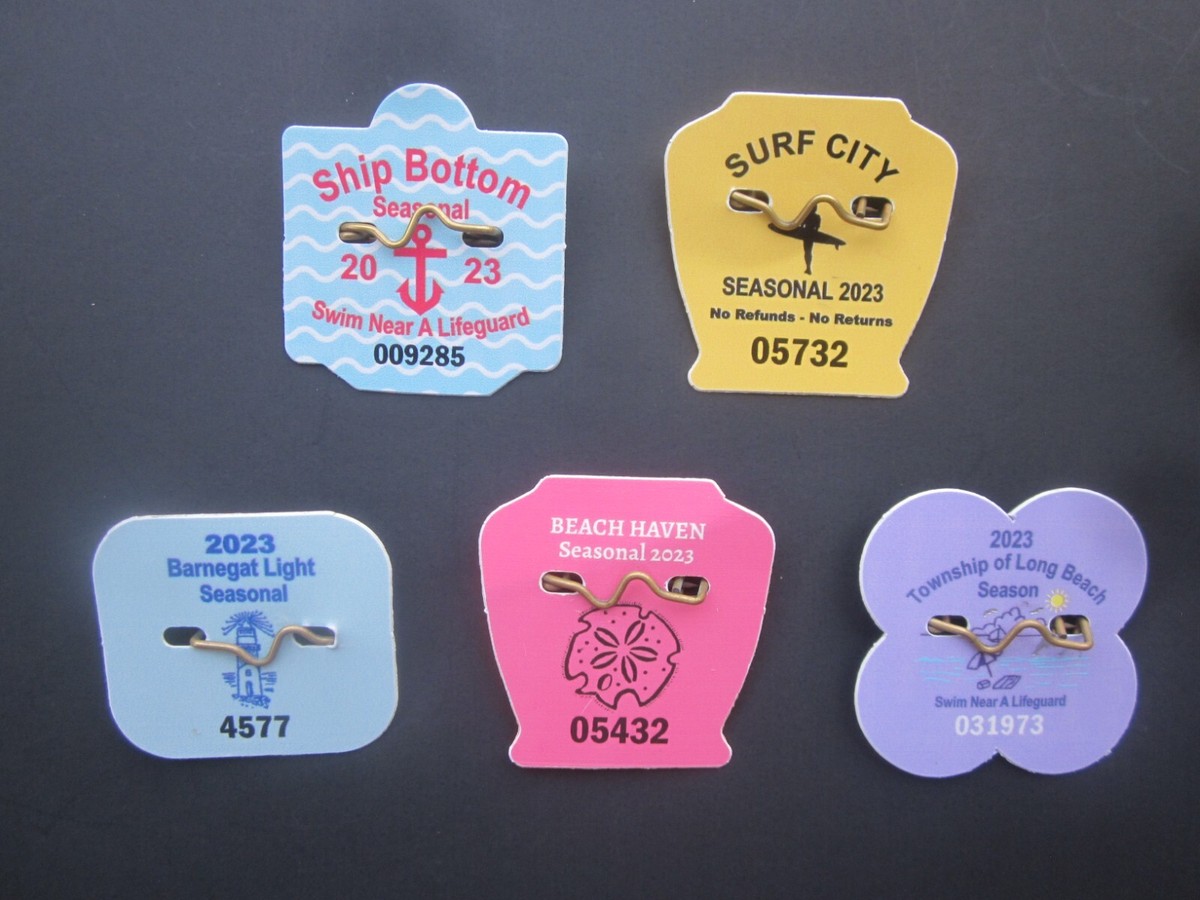 Ship Bottom
Seasonal
20 23
Swim Near A Lifeguard
009285
SURF CITY
SEASONAL 2023
No Refunds - No Returns
05732
2023
Barnegat Light
Seasonal
4577
BEACH HAVEN
Seasonal 2023
05432
2023
Township of Long Beach
Season
Swim Near A Lifeguard
031973